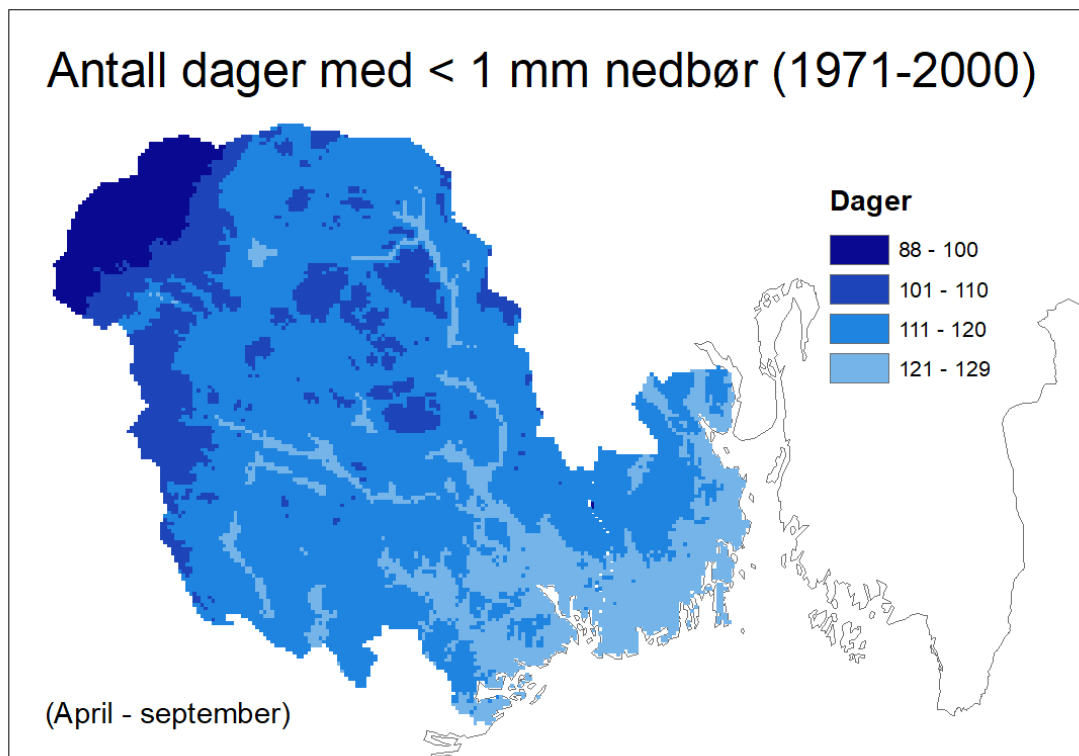 Antall dager med < 1 mm nedbør (1971-2000)
Dager
88 - 100
101 - 110
111 - 120
121 - 129
(April - september)